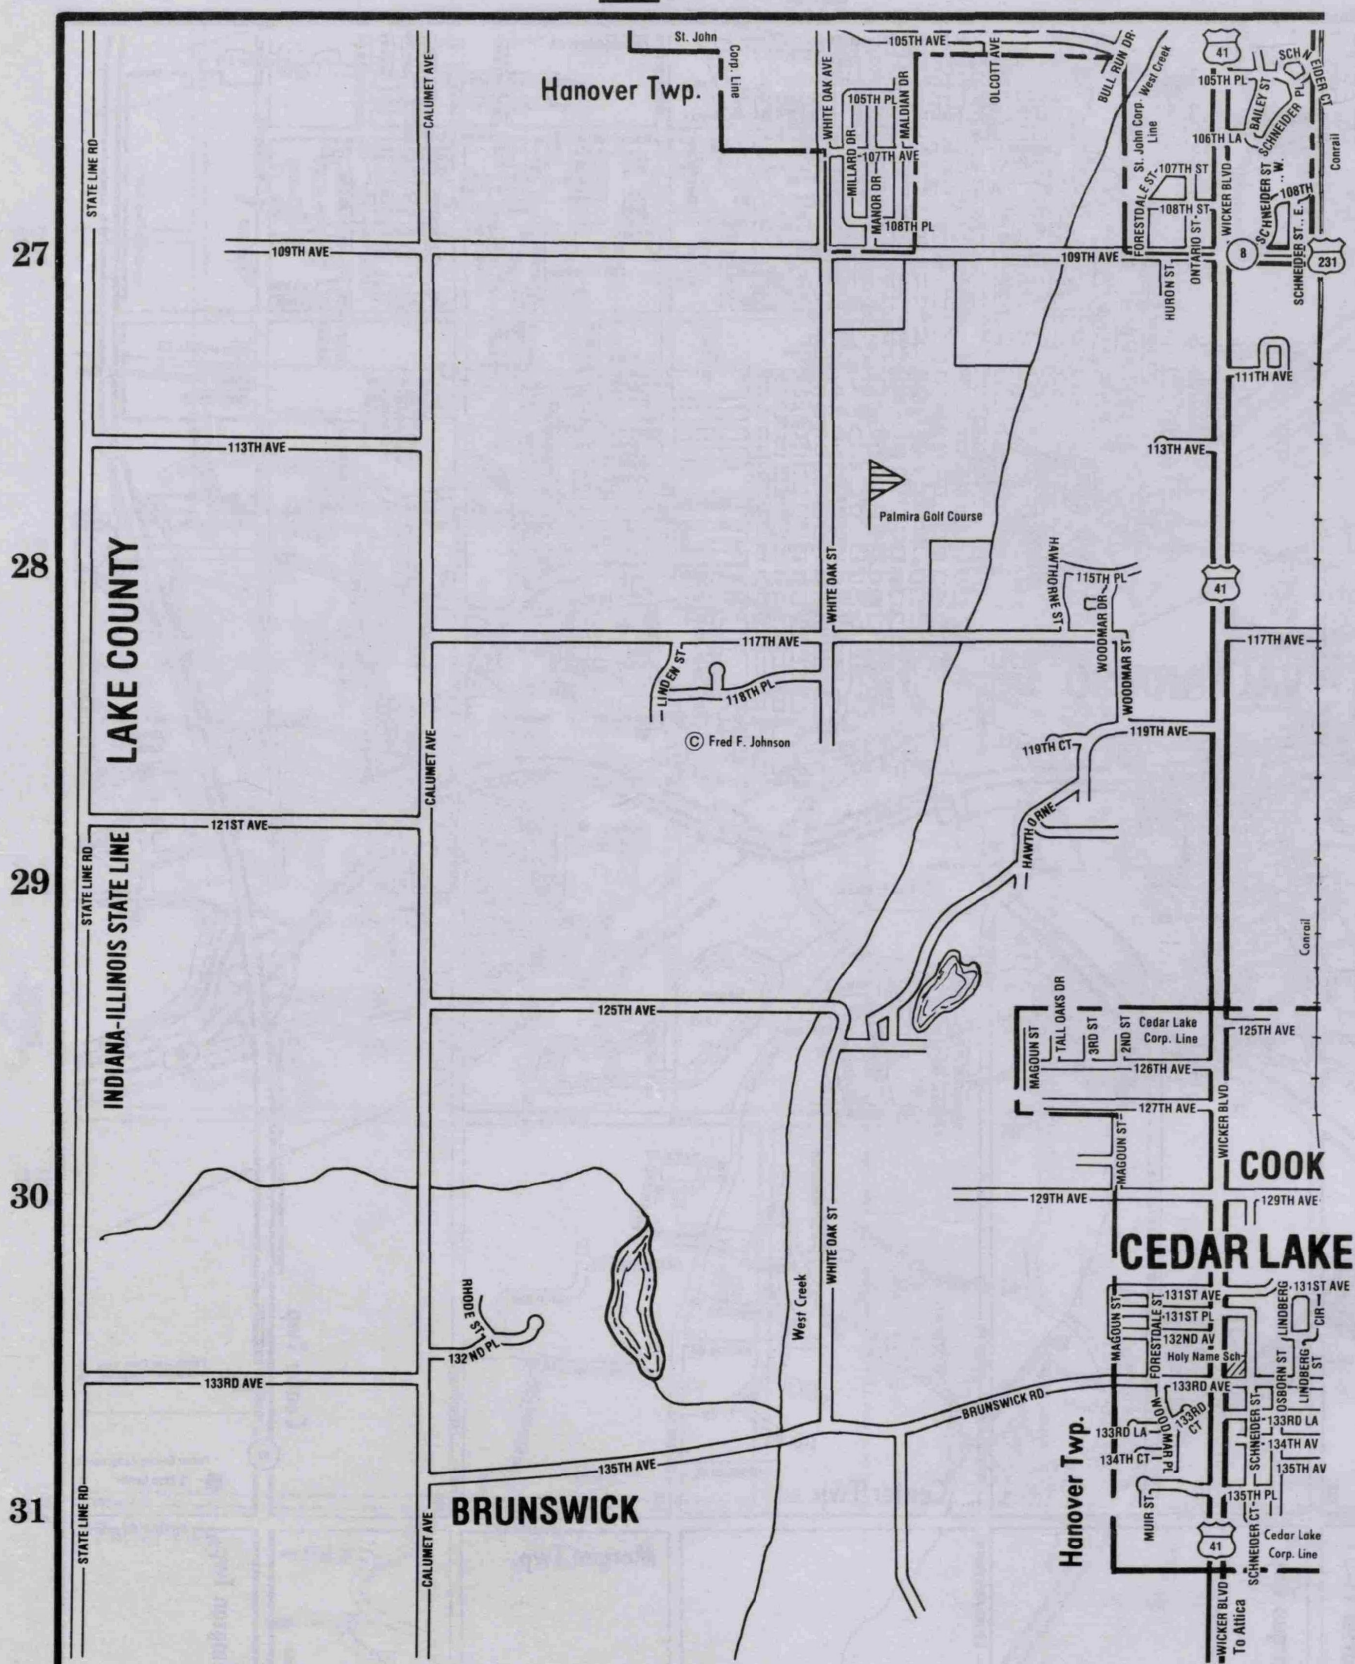 St. John
Corp. Line
Hanover Twp.
CALUMET AVE
STATE LINE RD
WHITE OAK AVE
105TH AVE
OLCOTT AVE
BULL RUN DR
West Creek
41
SCHNEIDER CT
105TH PL
BAILEY ST
SCHNEIDER PL
106TH LA
105TH PL
MALDIAN DR
MILLARD DR
107TH AVE
MANOR DR
108TH PL
St. John Corp.
Line
107TH ST
FORESTDALE ST
108TH ST
ONTARIO ST
WICKER BLVD
SCHNEIDER ST
W.
108TH
SCHNEIDER ST., E.
Conrail
27
109TH AVE
109TH AVE
8
231
HURON ST
111TH AVE
113TH AVE
113TH AVE
Palmira Golf Course
28
LAKE COUNTY
WHITE OAK ST
HAWTHORNE ST
115TH PL
WOODMAR DR
41
117TH AVE
117TH AVE
LINDEN ST
118TH PL
WOODMAR ST
© Fred F. Johnson
CALUMET AVE
119TH CT
119TH AVE
121ST AVE
HAWTHORNE
29
STATE LINE RD
INDIANA-ILLINOIS STATE LINE
Conrail
125TH AVE
MAGOUN ST
TALL OAKS DR
3RD ST
2ND ST
Cedar Lake
Corp. Line
125TH AVE
126TH AVE
127TH AVE
WICKER BLVD
MAGOUN ST
COOK
30
129TH AVE
129TH AVE
WHITE OAK ST
West Creek
CEDAR LAKE
RHODE ST
132ND PL
MAGOUN ST
FORESTDALE ST
131ST AVE
131ST AVE
131ST PL
132ND AV
LINDBERG
CIR
Holy Name Sch
OSBORN ST
LINDBERG
ST
133RD AVE
133RD AVE
BRUNSWICK RD
WOODMAR PL
133RD
CT
133RD LA
133RD LA
SCHNEIDER ST
134TH CT
134TH AV
135TH AVE
135TH AV
Hanover Twp.
31
STATE LINE RD
CALUMET AVE
BRUNSWICK
MUIR ST
135TH PL
41
SCHNEIDER CT
Cedar Lake
Corp. Line
WICKER BLVD
To Attica